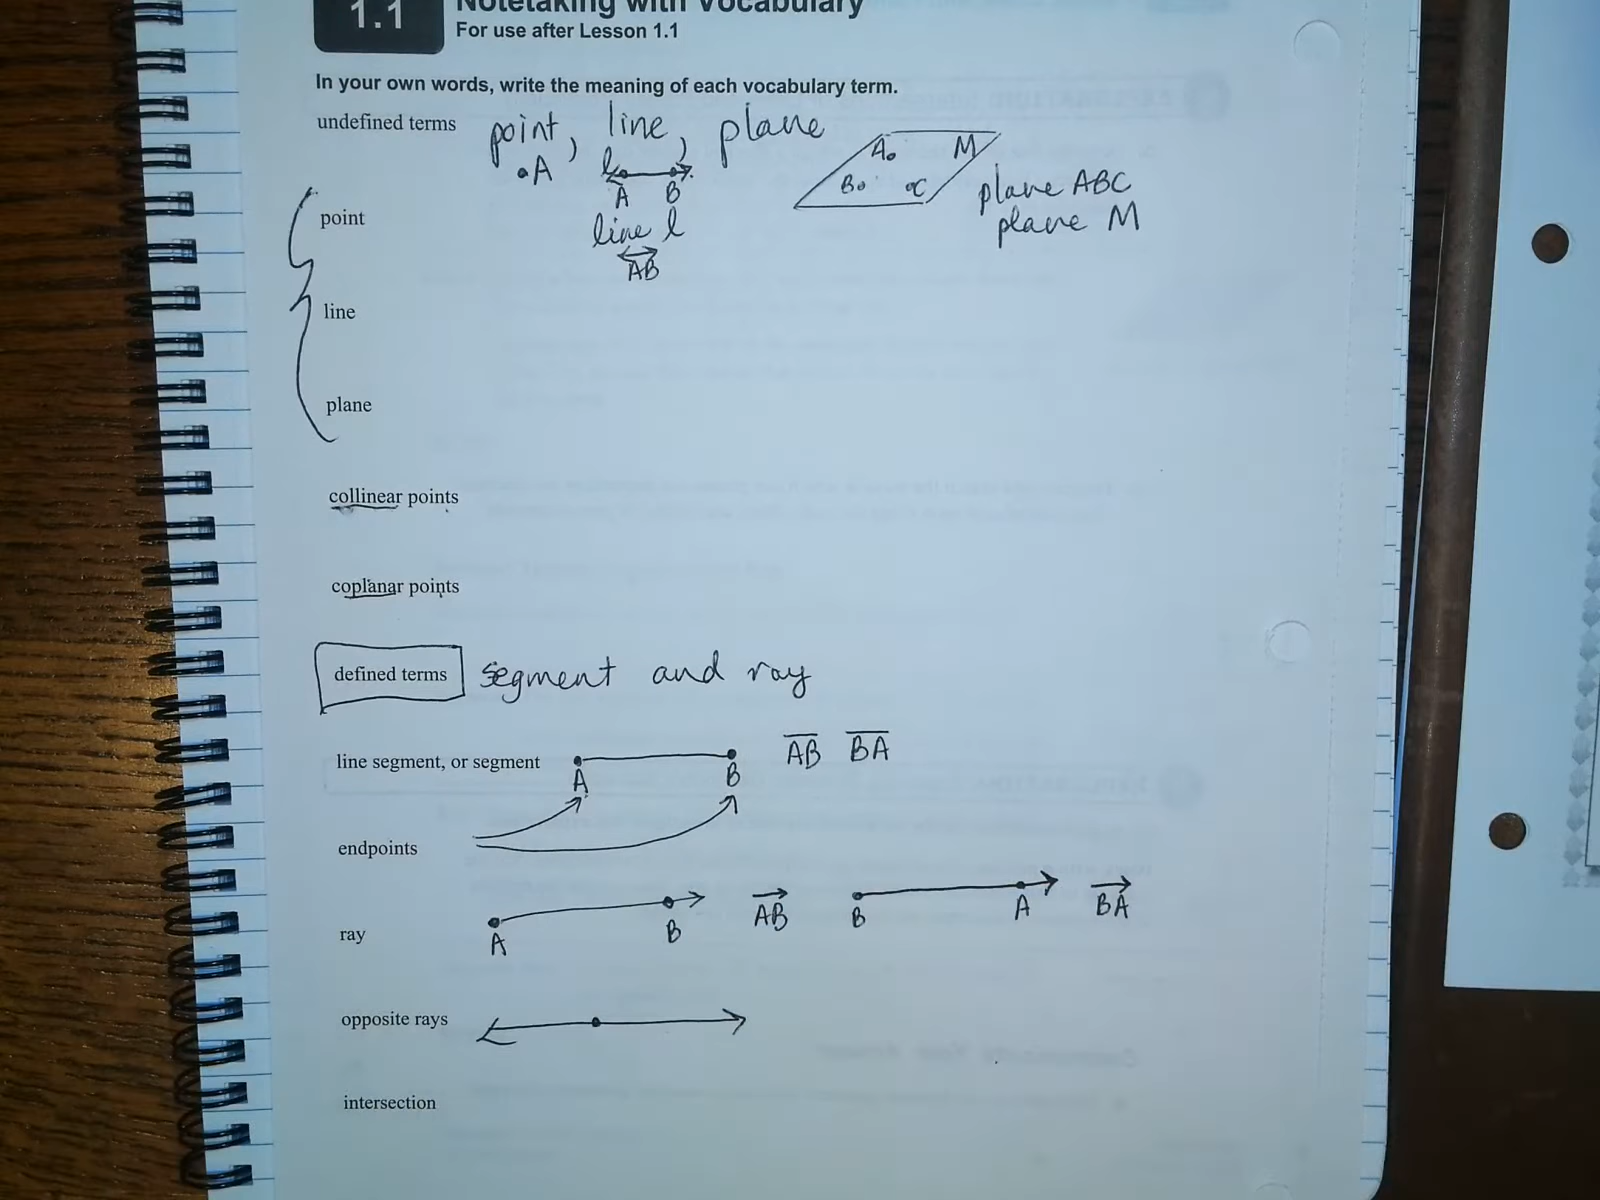 1.1 Notetaking with Vocabulary
For use after Lesson 1.1
In your own words, write the meaning of each vocabulary term.
undefined terms point, line, plane
A
l
A B
line l
AB
A M
B C
plane ABC
plane M
point
line
plane
collinear points
coplanar points
defined terms segment and ray
line segment, or segment A B AB BA
endpoints
ray A B AB B A BA
opposite rays
intersection